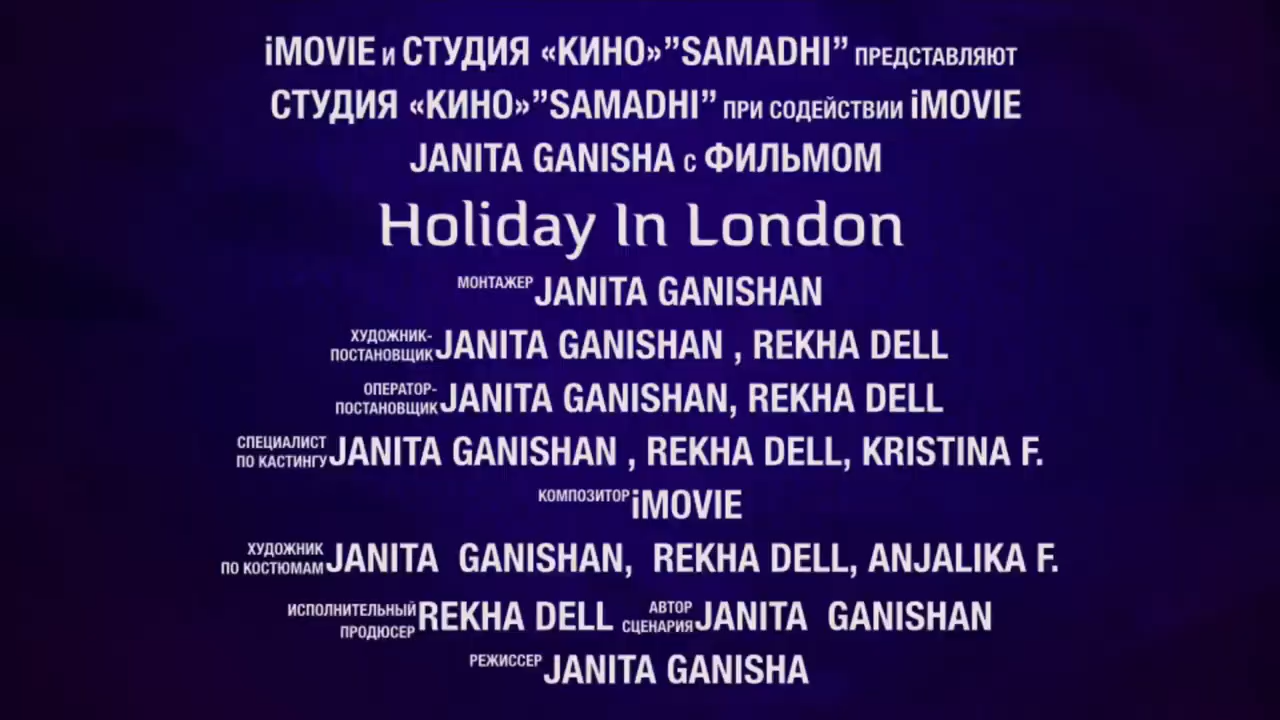 iMOVIE и СТУДИЯ «КИНО»”SAMADHI” ПРЕДСТАВЛЯЮТ
СТУДИЯ «КИНО»”SAMADHI” ПРИ СОДЕЙСТВИИ iMOVIE
JANITA GANISHA С ФИЛЬМОМ
Holiday In London
МОНТАЖЕР JANITA GANISHAN
ХУДОЖНИК-ПОСТАНОВЩИК JANITA GANISHAN , REKHA DELL
ОПЕРАТОР-ПОСТАНОВЩИК JANITA GANISHAN, REKHA DELL
СПЕЦИАЛИСТ ПО КАСТИНГУ JANITA GANISHAN , REKHA DELL, KRISTINA F.
КОМПОЗИТОР iMOVIE
ХУДОЖНИК ПО КОСТЮМАМ JANITA GANISHAN, REKHA DELL, ANJALIKA F.
ИСПОЛНИТЕЛЬНЫЙ ПРОДЮСЕР REKHA DELL АВТОР СЦЕНАРИЯ JANITA GANISHAN
РЕЖИССЕР JANITA GANISHA